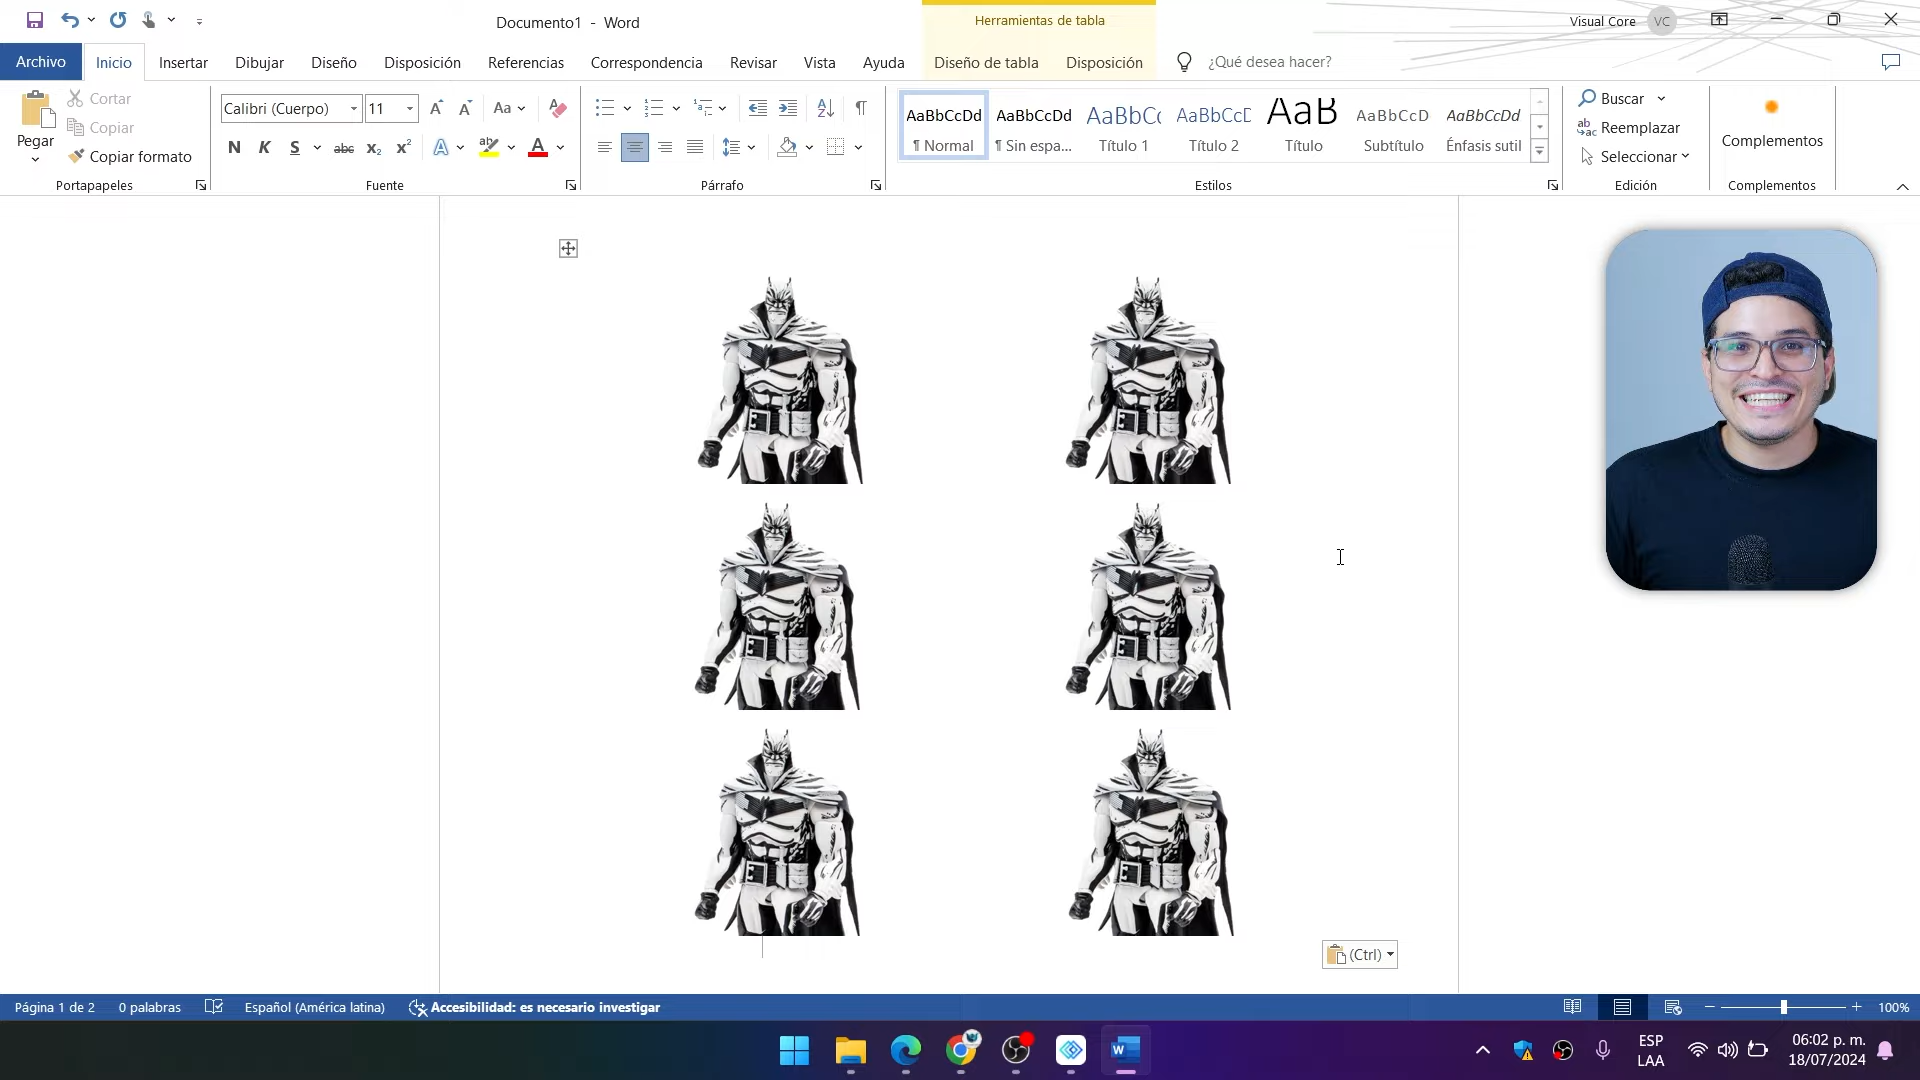 Documento1 - Word
Herramientas de tabla
Visual Core
VC
Archivo
Inicio
Insertar
Dibujar
Diseño
Disposición
Referencias
Correspondencia
Revisar
Vista
Ayuda
Diseño de tabla
Disposición
¿Qué desea hacer?
Pegar
Cortar
Copiar
Copiar formato
Portapapeles
Calibri (Cuerpo)
11
Aa
N K S abc x₂ x²
Fuente
Párrafo
AaBbCcDd
¶ Normal
AaBbCcDd
¶ Sin espa...
AaBbCc
Título 1
AaBbCcD
Título 2
AaB
Título
AaBbCcD
Subtítulo
AaBbCcDd
Énfasis sutil
Estilos
Buscar
Reemplazar
Seleccionar
Edición
Complementos
Complementos
(Ctrl)
Página 1 de 2
0 palabras
Español (América latina)
Accesibilidad: es necesario investigar
100%
ESP
LAA
06:02 p. m.
18/07/2024